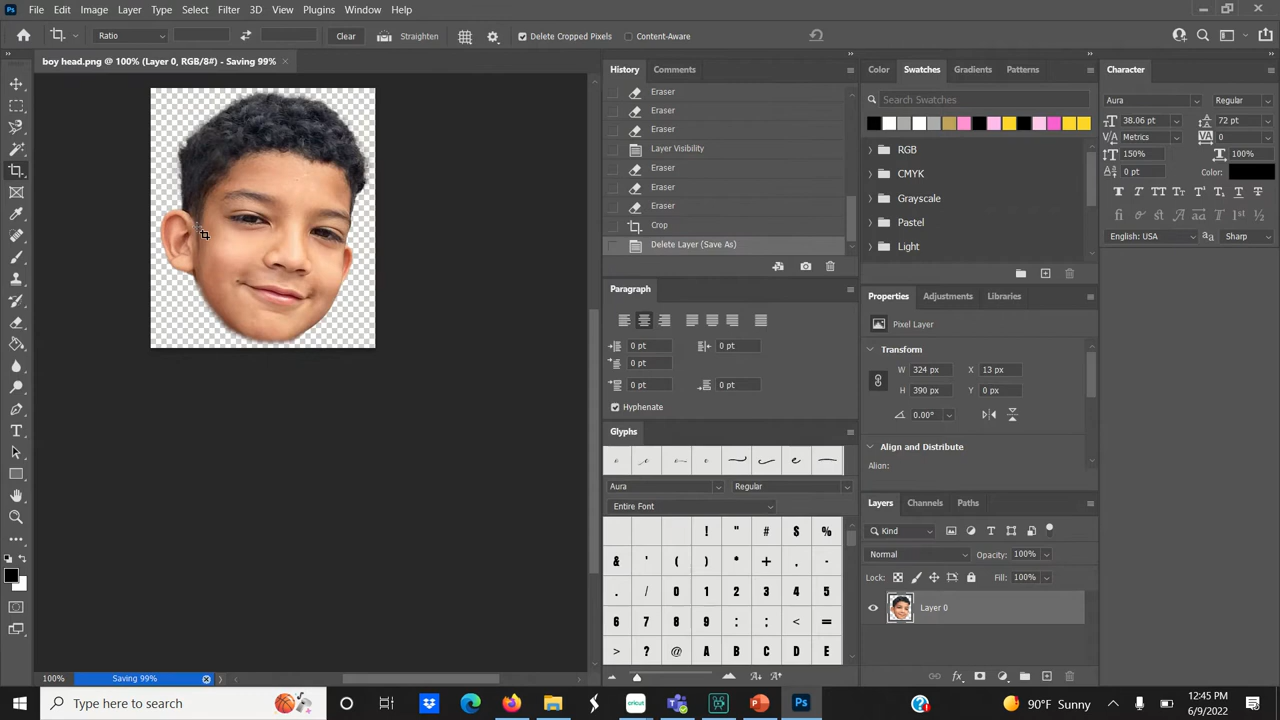 Ps File Edit Image Layer Type Select Filter 3D View Plugins Window Help
Ratio Clear Straighten Delete Cropped Pixels Content-Aware
boy head.png @ 100% (Layer 0, RGB/8#) - Saving 99%
History Comments
Eraser
Eraser
Eraser
Layer Visibility
Eraser
Eraser
Eraser
Crop
Delete Layer (Save As)
Paragraph
0 pt 0 pt
0 pt
0 pt 0 pt
Hyphenate
Glyphs
Aura Regular
Entire Font
! " # $ %
& ' ( ) * + , -
. / 0 1 2 3 4 5
6 7 8 9 : ; < =
> ? @ A B C D E
Color Swatches Gradients Patterns
Search Swatches
RGB
CMYK
Grayscale
Pastel
Light
Properties Adjustments Libraries
Pixel Layer
Transform
W 324 px X 13 px
H 390 px Y 0 px
0.00°
Align and Distribute
Align:
Layers Channels Paths
Kind
Normal Opacity: 100%
Lock: Fill: 100%
Layer 0
fx
Character
Aura Regular
38.06 pt 72 pt
Metrics 0
150% 100%
0 pt Color:
T T TT Tt T¹ T₁ T T
English: USA aa Sharp
100% Saving 99%
Type here to search
90°F Sunny
12:45 PM
6/9/2022